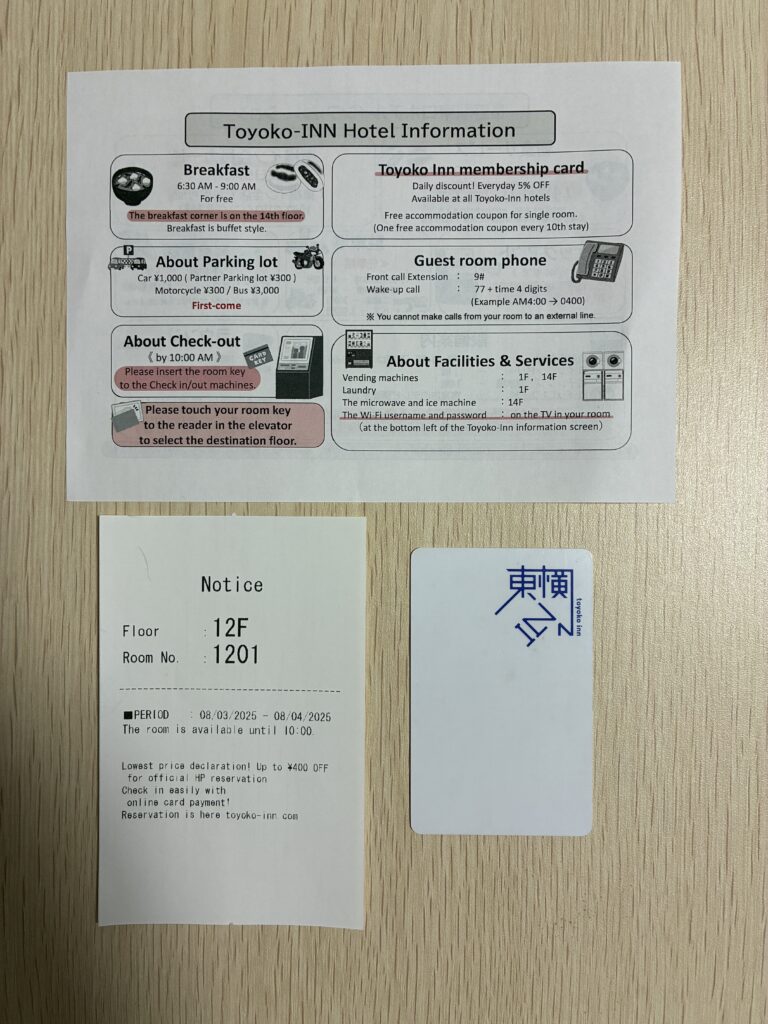 Toyoko-INN Hotel Information
Breakfast
6:30 AM - 9:00 AM
For free
The breakfast corner is on the 14th floor.
Breakfast is buffet style.
Toyoko Inn membership card
Daily discount! Everyday 5% OFF
Available at all Toyoko-Inn hotels
Free accommodation coupon for single room.
(One free accommodation coupon every 10th stay)
P
About Parking lot
Car ¥1,000 ( Partner Parking lot ¥300 )
Motorcycle ¥300 / Bus ¥3,000
First-come
Guest room phone
Front call Extension : 9#
Wake-up call : 77 + time 4 digits
(Example AM4:00 → 0400)
※ You cannot make calls from your room to an external line.
About Check-out
《 by 10:00 AM 》
CARD KEY
Please insert the room key
to the Check in/out machines.
Please touch your room key
to the reader in the elevator
to select the destination floor.
About Facilities & Services
Vending machines : 1F , 14F
Laundry : 1F
The microwave and ice machine : 14F
The Wi-Fi username and password : on the TV in your room
(at the bottom left of the Toyoko-Inn information screen)
Notice
Floor : 12F
Room No. : 1201
■PERIOD : 08/03/2025 - 08/04/2025
The room is available until 10:00.
Lowest price declaration! Up to ¥400 OFF
for official HP reservation
Check in easily with
online card payment!
Reservation is here toyoko-inn.com
東横
INN
toyoko inn